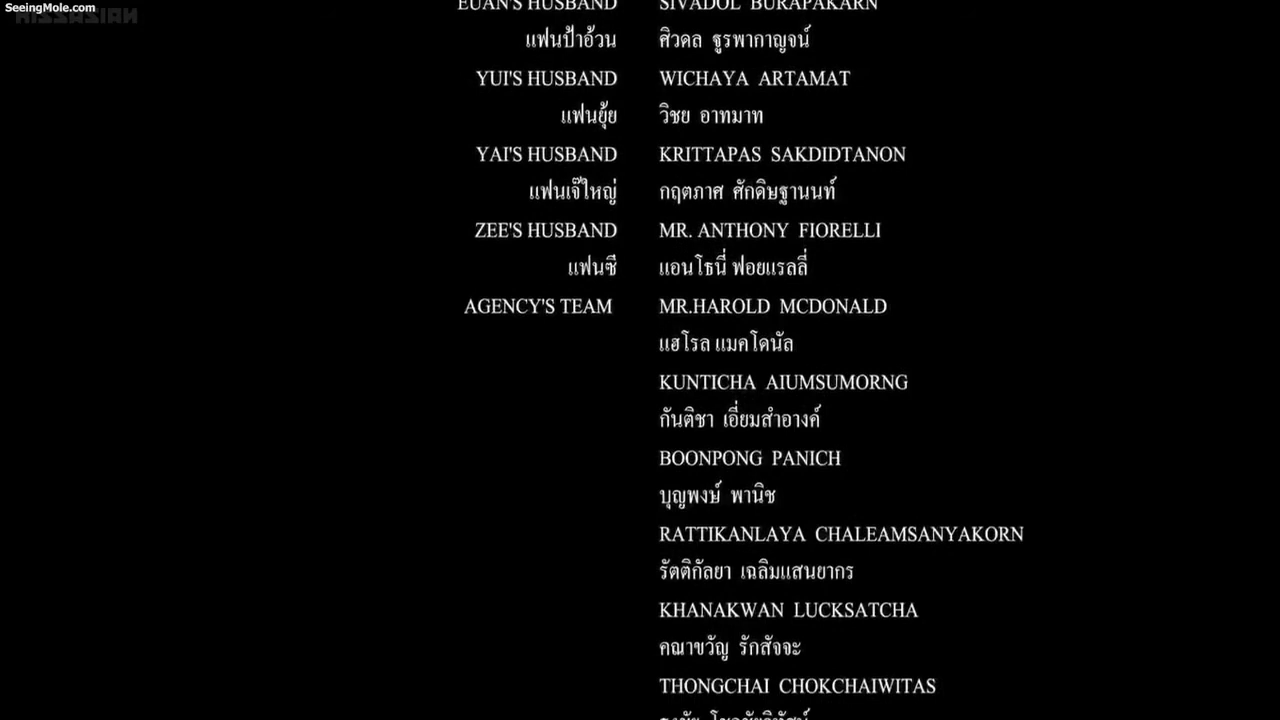 SeeingMole.com
KISSASIAN
EUAN'S HUSBAND SIVADOL BURAPAKARN
แฟนป้าอ้วน ศิวดล ฐูรพากาญจน์
YUI'S HUSBAND WICHAYA ARTAMAT
แฟนยุ้ย วิชย อาทมาท
YAI'S HUSBAND KRITTAPAS SAKDIDTANON
แฟนเจ๊ใหญ่ กฤตภาศ ศักดิษฐานนท์
ZEE'S HUSBAND MR. ANTHONY FIORELLI
แฟนซี แอนโธนี่ ฟอยแรลลี่
AGENCY'S TEAM MR.HAROLD MCDONALD
แฮโรล แมคโดนัล
KUNTICHA AIUMSUMORNG
กันติชา เอี่ยมสำอางค์
BOONPONG PANICH
บุญพงษ์ พานิช
RATTIKANLAYA CHALEAMSANYAKORN
รัตติกัลยา เฉลิมแสนยากร
KHANAKWAN LUCKSATCHA
คณาขวัญ รักสัจจะ
THONGCHAI CHOKCHAIWITAS